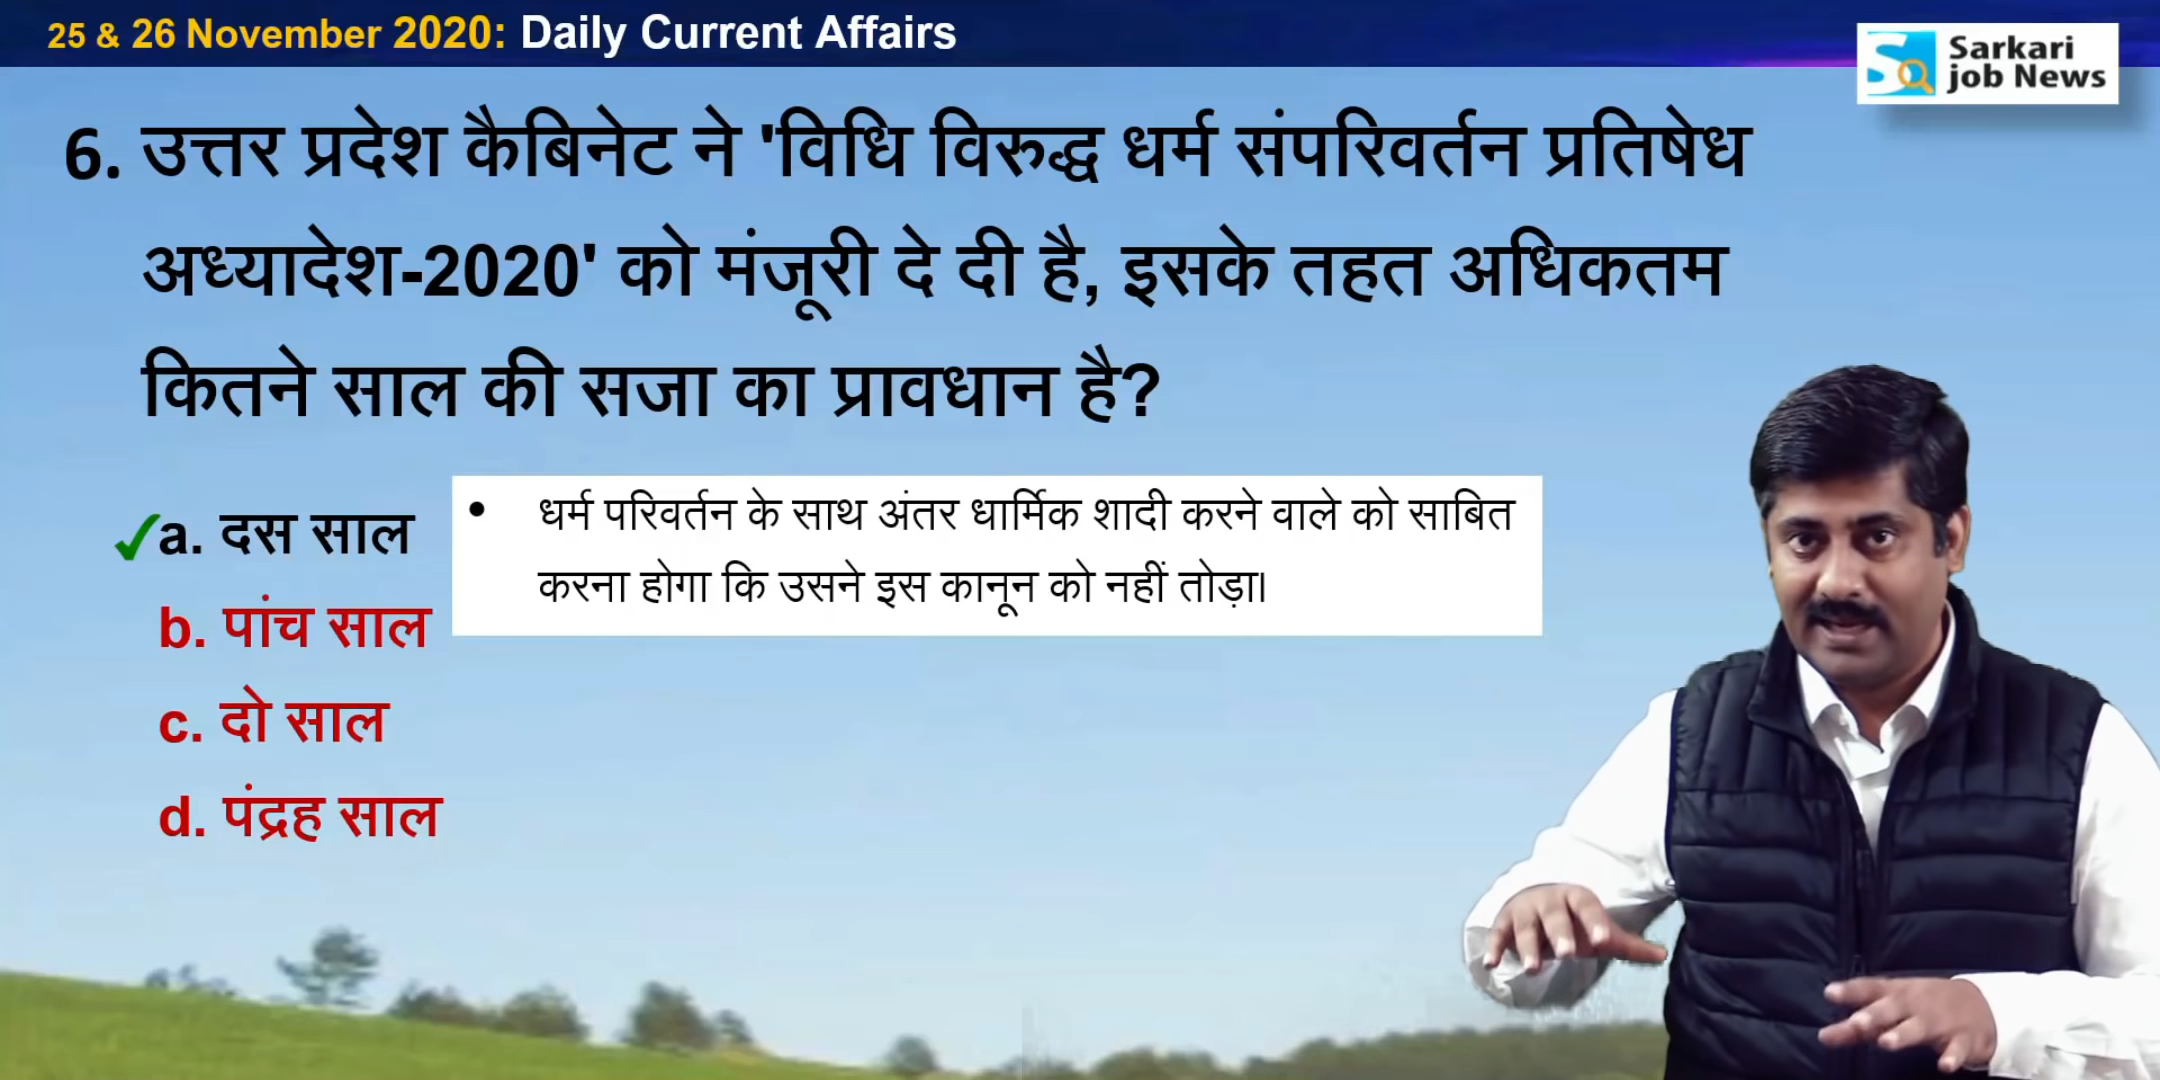 25 & 26 November 2020: Daily Current Affairs
Sarkari
job News
6. उत्तर प्रदेश कैबिनेट ने 'विधि विरुद्ध धर्म संपरिवर्तन प्रतिषेध
अध्यादेश-2020' को मंजूरी दे दी है, इसके तहत अधिकतम
कितने साल की सजा का प्रावधान है?
✓a. दस साल
• धर्म परिवर्तन के साथ अंतर धार्मिक शादी करने वाले को साबित
करना होगा कि उसने इस कानून को नहीं तोड़ा।
b. पांच साल
c. दो साल
d. पंद्रह साल